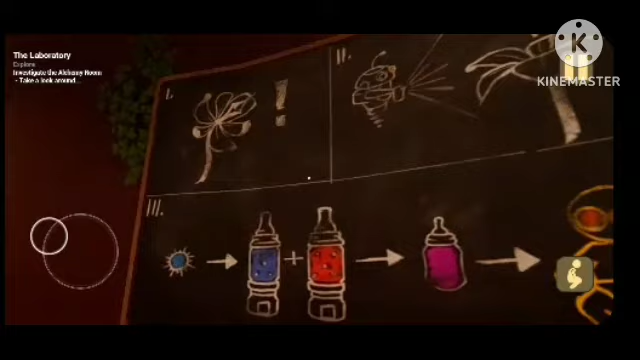 The Laboratory
Explore
Investigate the Alchemy Room
- Take a look around...
K
KINEMASTER
I.
!
II.
III.
+